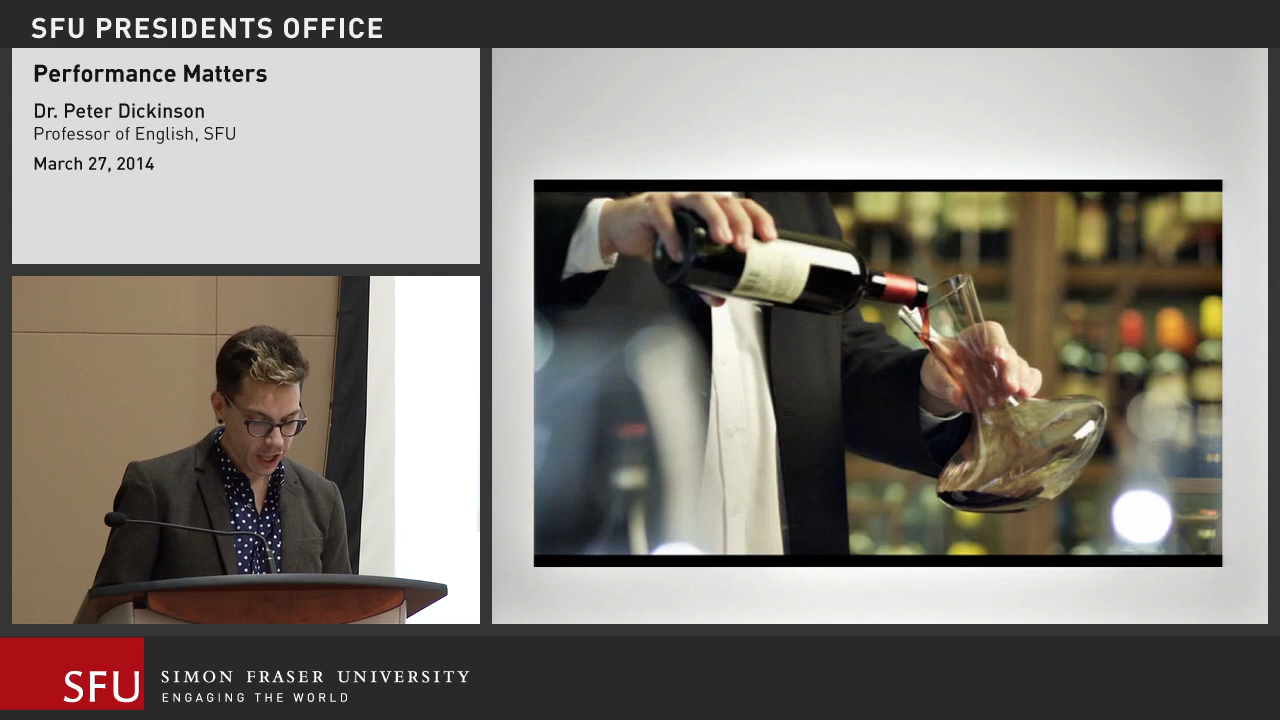 SFU PRESIDENTS OFFICE
Performance Matters
Dr. Peter Dickinson
Professor of English, SFU
March 27, 2014
SFU
SIMON FRASER UNIVERSITY
ENGAGING THE WORLD